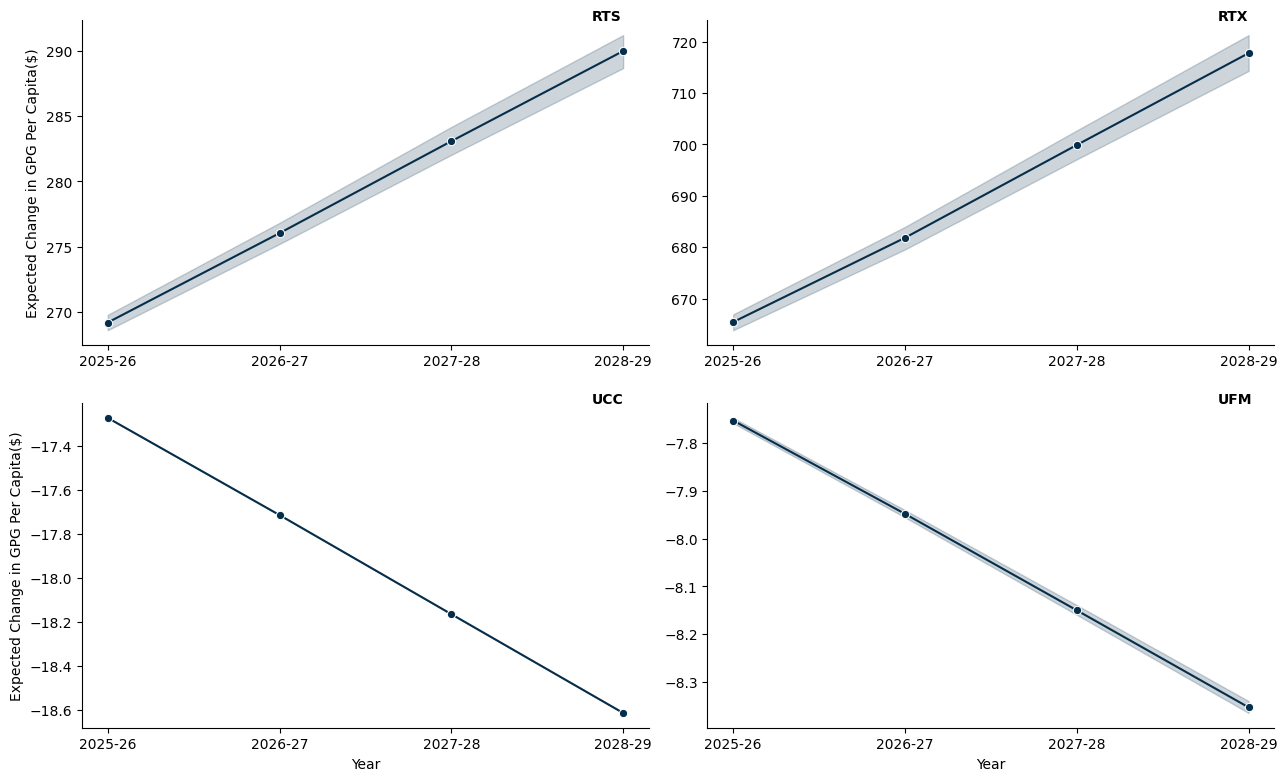 RTS
Expected Change in GPG Per Capita($)
290
285
280
275
270
2025-26 2026-27 2027-28 2028-29
RTX
720
710
700
690
680
670
2025-26 2026-27 2027-28 2028-29
UCC
Expected Change in GPG Per Capita($)
−17.4
−17.6
−17.8
−18.0
−18.2
−18.4
−18.6
2025-26 2026-27 2027-28 2028-29
Year
UFM
−7.8
−7.9
−8.0
−8.1
−8.2
−8.3
2025-26 2026-27 2027-28 2028-29
Year